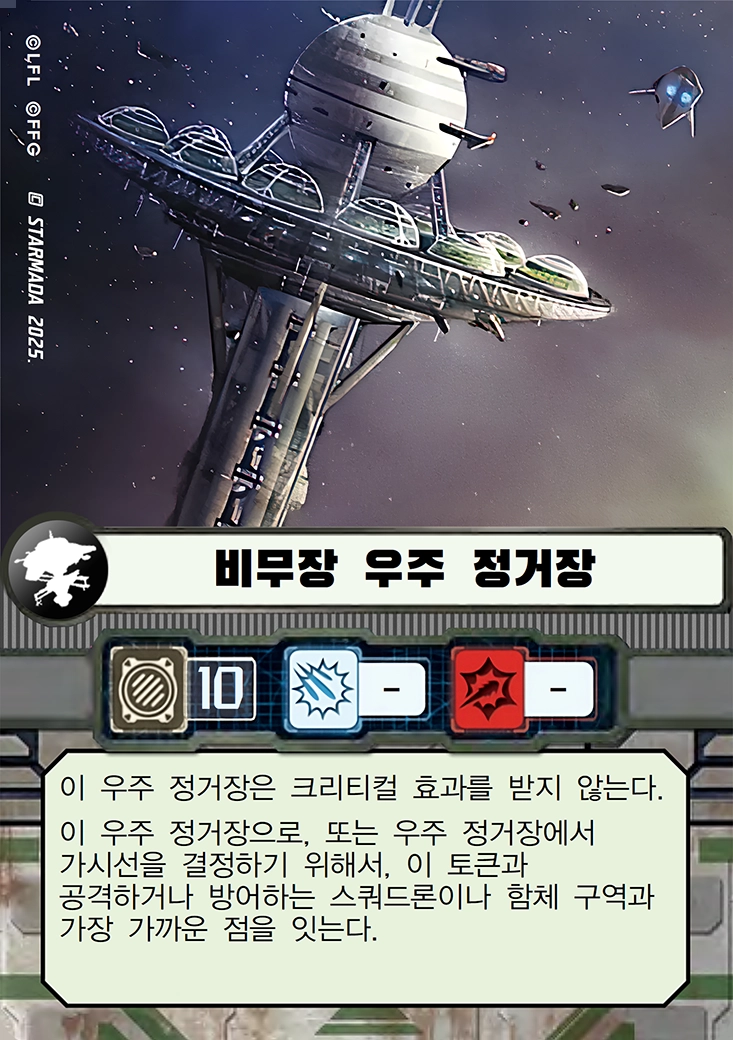 ©LFL ©FFG STARMADA 2025.
비무장 우주 정거장
10 - -
이 우주 정거장은 크리티컬 효과를 받지 않는다.
이 우주 정거장으로, 또는 우주 정거장에서
가시선을 결정하기 위해서, 이 토큰과
공격하거나 방어하는 스쿼드론이나 함체 구역과
가장 가까운 점을 잇는다.